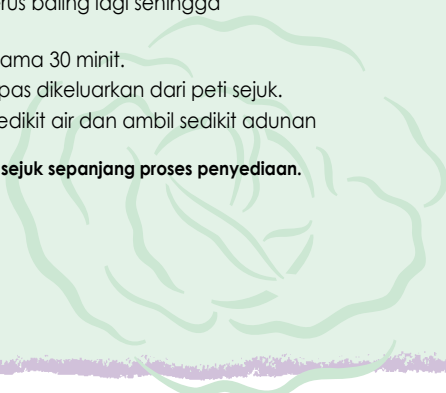 rus baling lagi sehingga
ama 30 minit.
pas dikeluarkan dari peti sejuk.
edikit air dan ambil sedikit adunan
sejuk sepanjang proses penyediaan.